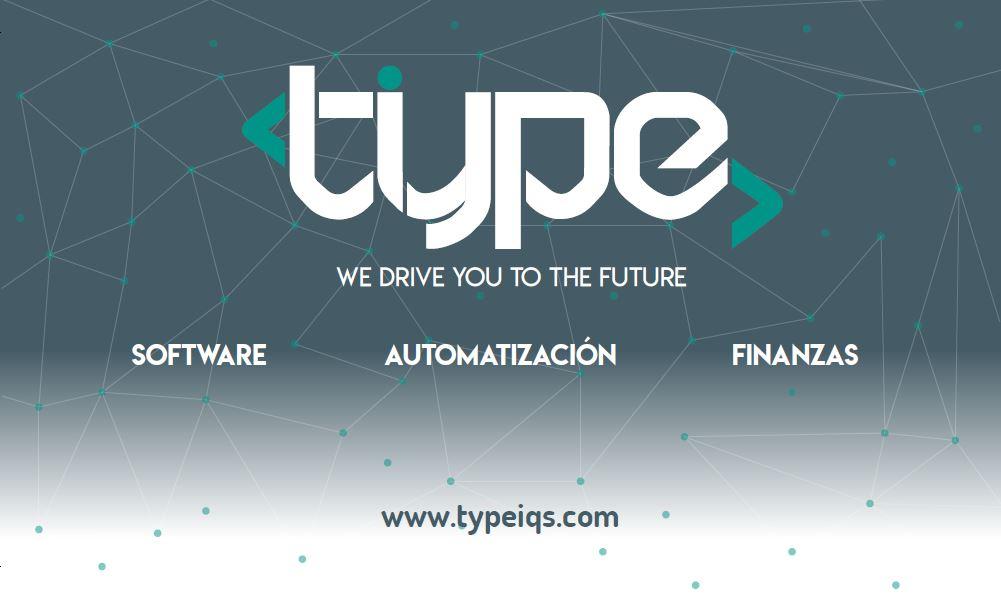 <type>
WE DRIVE YOU TO THE FUTURE
SOFTWARE AUTOMATIZACIÓN FINANZAS
www.typeiqs.com